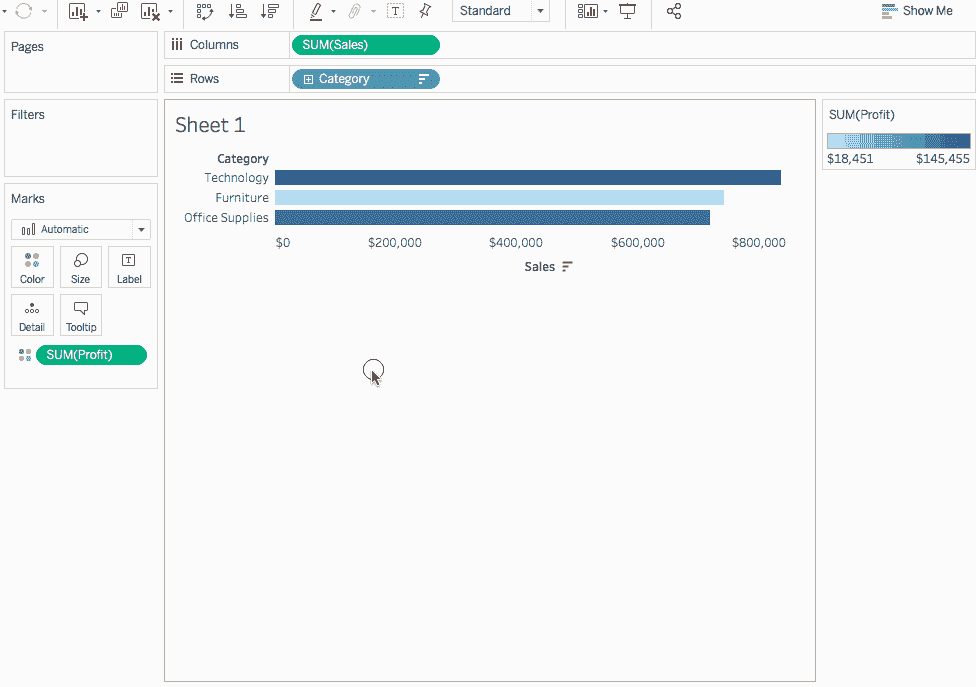 Standard
Show Me
Pages
Columns
SUM(Sales)
Rows
Category
Filters
Marks
Automatic
Color
Size
Label
Detail
Tooltip
SUM(Profit)
Sheet 1
Category
Technology
Furniture
Office Supplies
$0 $200,000 $400,000 $600,000 $800,000
Sales
SUM(Profit)
$18,451 $145,455